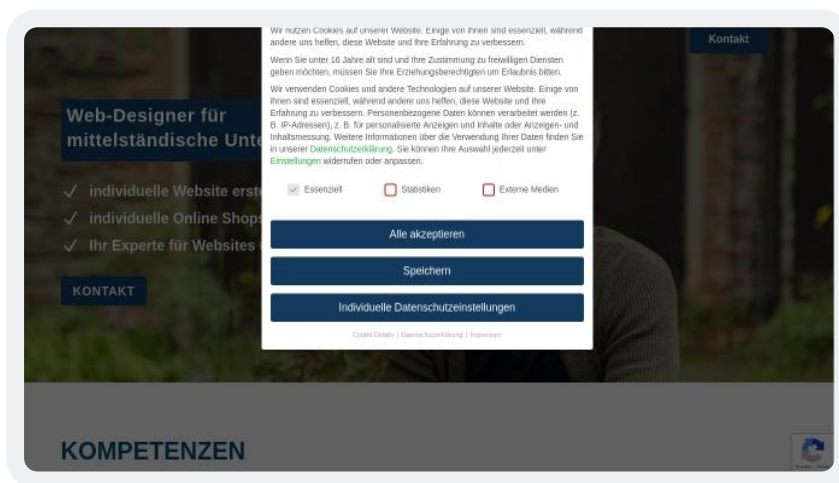 Wir nutzen Cookies auf unserer Website. Einige von ihnen sind essenziell, während
andere uns helfen, diese Website und Ihre Erfahrung zu verbessern.
Wenn Sie unter 16 Jahre alt sind und Ihre Zustimmung zu freiwilligen Diensten
geben möchten, müssen Sie Ihre Erziehungsberechtigten um Erlaubnis bitten.
Wir verwenden Cookies und andere Technologien auf unserer Website. Einige von
ihnen sind essenziell, während andere uns helfen, diese Website und Ihre
Erfahrung zu verbessern. Personenbezogene Daten können verarbeitet werden (z.
B. IP-Adressen), z. B. für personalisierte Anzeigen und Inhalte oder Anzeigen- und
Inhaltsmessung. Weitere Informationen über die Verwendung Ihrer Daten finden Sie
in unserer Datenschutzerklärung. Sie können Ihre Auswahl jederzeit unter
Einstellungen widerrufen oder anpassen.
Essenziell Statistiken Externe Medien
Alle akzeptieren
Speichern
Individuelle Datenschutzeinstellungen
Cookie-Details | Datenschutzerklärung | Impressum
Kontakt
Web-Designer für
mittelständische Unte
individuelle Website erste
individuelle Online Shops
Ihr Experte für Websites
KONTAKT
KOMPETENZEN